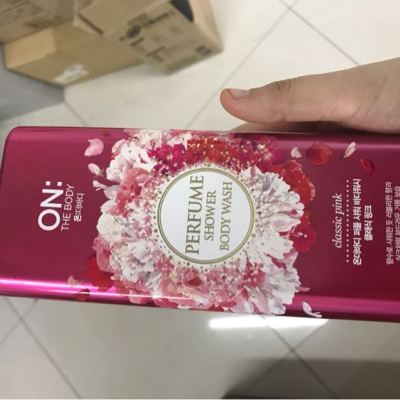 ON:
THE BODY
온더바디
PERFUME
SHOWER
BODY WASH
classic pink
온더바디 퍼퓸 샤워 바디워시
클래식 핑크